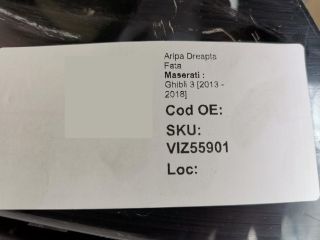 Aripa Dreapta
Fata
Maserati :
Ghibli 3 [2013 -
2018]
Cod OE:
SKU:
VIZ55901
Loc: